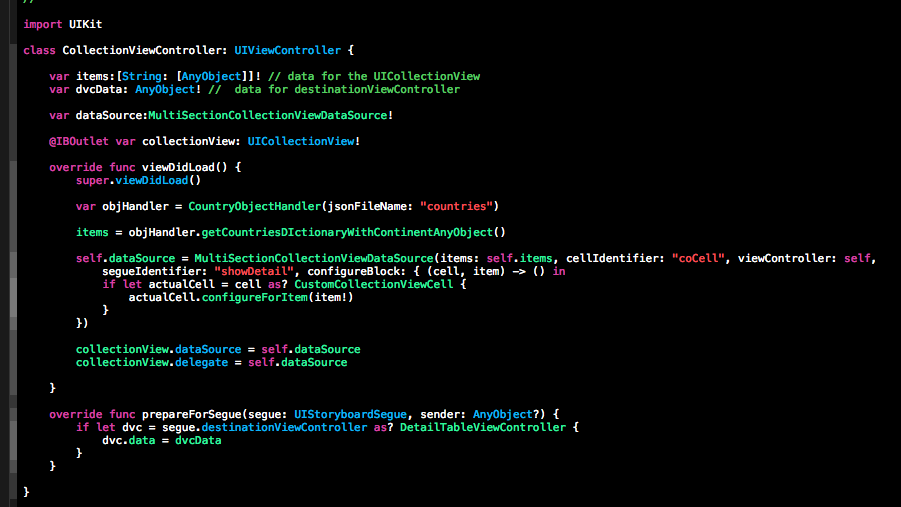 //
import UIKit
class CollectionViewController: UIViewController {
var items:[String: [AnyObject]]! // data for the UICollectionView
var dvcData: AnyObject! //  data for destinationViewController
var dataSource:MultiSectionCollectionViewDataSource!
@IBOutlet var collectionView: UICollectionView!
override func viewDidLoad() {
super.viewDidLoad()
var objHandler = CountryObjectHandler(jsonFileName: "countries")
items = objHandler.getCountriesDIctionaryWithContinentAnyObject()
self.dataSource = MultiSectionCollectionViewDataSource(items: self.items, cellIdentifier: "coCell", viewController: self,
segueIdentifier: "showDetail", configureBlock: { (cell, item) -> () in
if let actualCell = cell as? CustomCollectionViewCell {
actualCell.configureForItem(item!)
}
})
collectionView.dataSource = self.dataSource
collectionView.delegate = self.dataSource
}
override func prepareForSegue(segue: UIStoryboardSegue, sender: AnyObject?) {
if let dvc = segue.destinationViewController as? DetailTableViewController {
dvc.data = dvcData
}
}
}